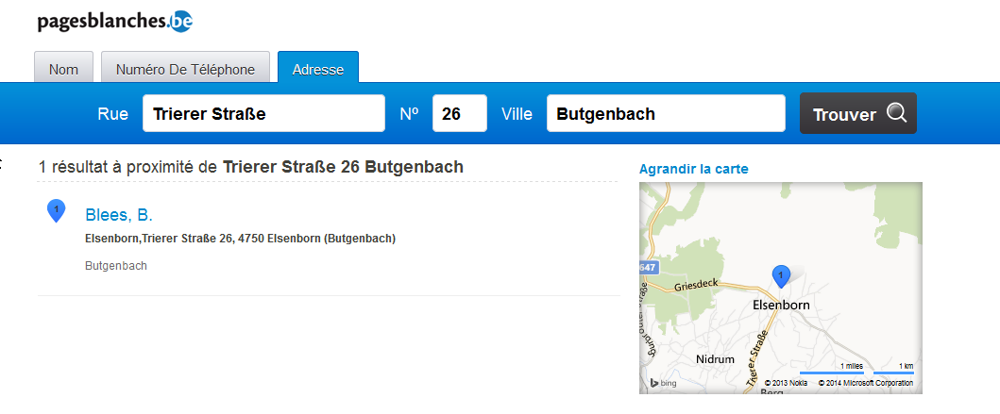 pagesblanches.be
Nom Numéro De Téléphone Adresse
Rue Trierer Straße Nº 26 Ville Butgenbach Trouver
1 résultat à proximité de Trierer Straße 26 Butgenbach
Agrandir la carte
1 Blees, B.
Elsenborn,Trierer Straße 26, 4750 Elsenborn (Butgenbach)
Butgenbach
647
1
Griesdeck
Elsenborn
Trierer Straße
Nidrum
Berg
1 miles 1 km
bing © 2013 Nokia © 2014 Microsoft Corporation